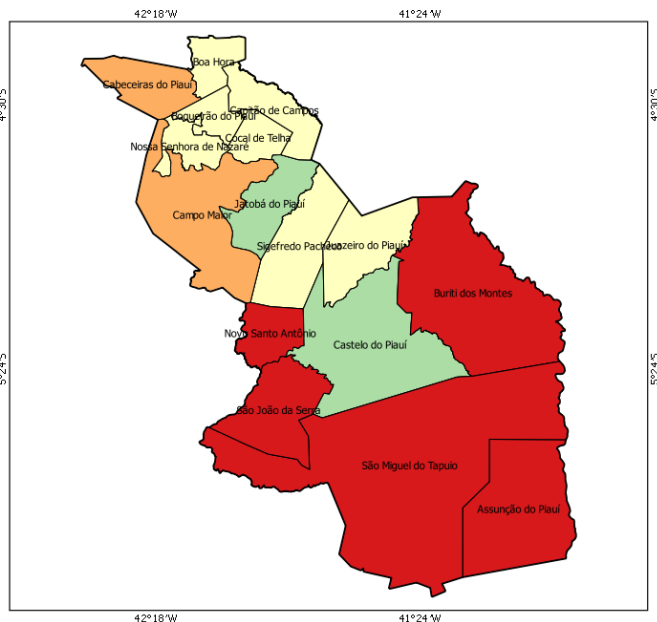 42°18'W 41°24'W
4°30'S 4°30'S
Boa Hora
Cabeceiras do Piauí
Capitão de Campos
Boqueirão do Piauí
Cocal de Telha
Nossa Senhora de Nazaré
Jatobá do Piauí
Campo Maior
Sigefredo Pacheco
Juazeiro do Piauí
Buriti dos Montes
Novo Santo Antônio
Castelo do Piauí
5°24'S 5°24'S
São João da Serra
São Miguel do Tapuio
Assunção do Piauí
42°18'W 41°24'W